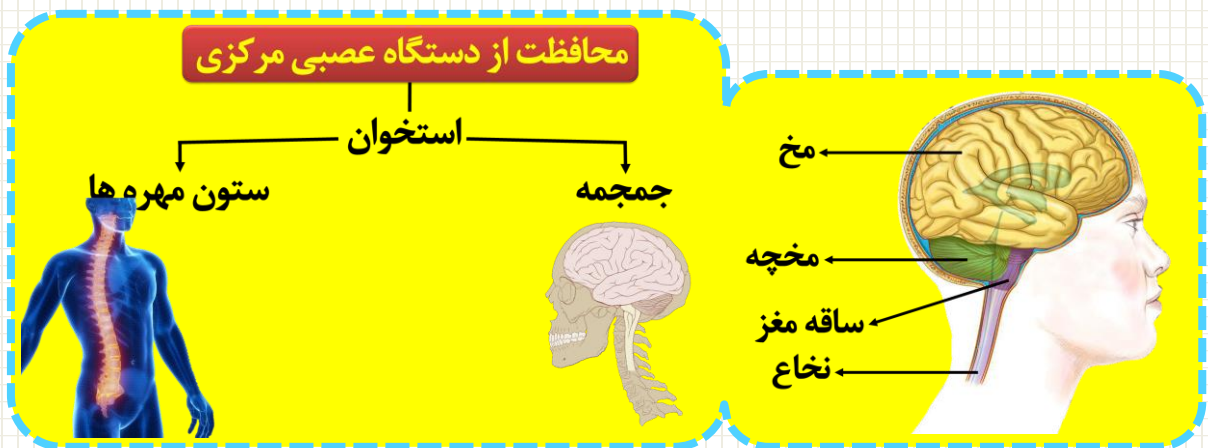 محافظت از دستگاه عصبی مرکزی
استخوان
جمجمه
ستون مهره ها
مخ
مخچه
ساقه مغز
نخاع